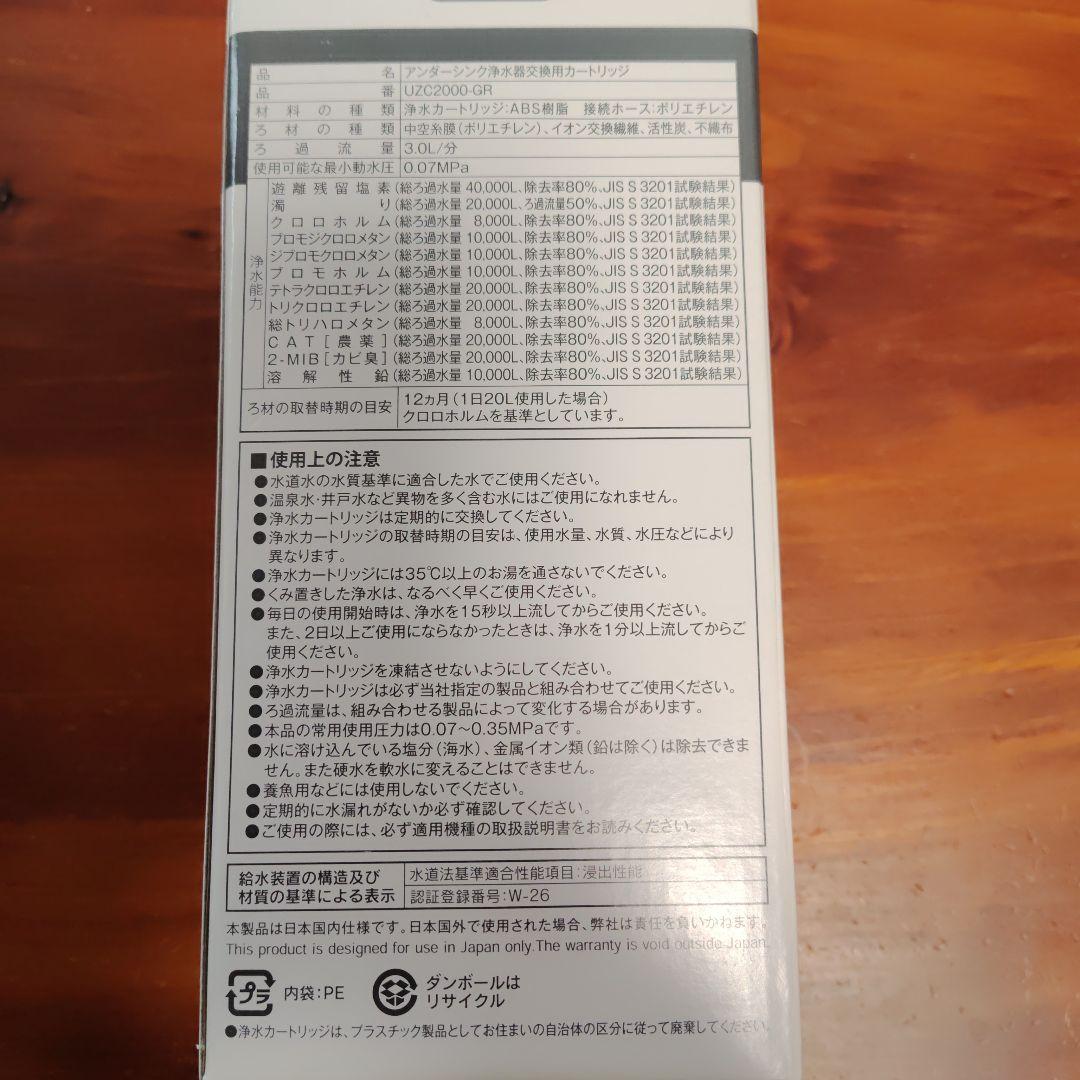 品名 アンダーシンク浄水器交換用カートリッジ
品番 UZC2000-GR
材料の種類 浄水カートリッジ:ABS樹脂 接続ホース:ポリエチレン
ろ材の種類 中空糸膜(ポリエチレン)、イオン交換繊維、活性炭、不織布
ろ過流量 3.0L/分
使用可能な最小動水圧 0.07MPa
浄水能力
遊離残留塩素(総ろ過水量 40,000L、除去率80%、JIS S 3201試験結果)
濁り(総ろ過水量 20,000L、ろ過流量50%、JIS S 3201試験結果)
クロロホルム(総ろ過水量 8,000L、除去率80%、JIS S 3201試験結果)
ブロモジクロロメタン(総ろ過水量 10,000L、除去率80%、JIS S 3201試験結果)
ジブロモクロロメタン(総ろ過水量 10,000L、除去率80%、JIS S 3201試験結果)
ブロモホルム(総ろ過水量 10,000L、除去率80%、JIS S 3201試験結果)
テトラクロロエチレン(総ろ過水量 20,000L、除去率80%、JIS S 3201試験結果)
トリクロロエチレン(総ろ過水量 20,000L、除去率80%、JIS S 3201試験結果)
総トリハロメタン(総ろ過水量 8,000L、除去率80%、JIS S 3201試験結果)
CAT[農薬](総ろ過水量 20,000L、除去率80%、JIS S 3201試験結果)
2-MIB[カビ臭](総ろ過水量 20,000L、除去率80%、JIS S 3201試験結果)
溶解性鉛(総ろ過水量 10,000L、除去率80%、JIS S 3201試験結果)
ろ材の取替時期の目安 12ヵ月(1日20L使用した場合)
クロロホルムを基準としています。
■使用上の注意
●水道水の水質基準に適合した水でご使用ください。
●温泉水・井戸水など異物を多く含む水にはご使用になれません。
●浄水カートリッジは定期的に交換してください。
●浄水カートリッジの取替時期の目安は、使用水量、水質、水圧などにより
異なります。
●浄水カートリッジには35℃以上のお湯を通さないでください。
●くみ置きした浄水は、なるべく早くご使用ください。
●毎日の使用開始時は、浄水を15秒以上流してからご使用ください。
また、2日以上ご使用にならなかったときは、浄水を1分以上流してからご
使用ください。
●浄水カートリッジを凍結させないようにしてください。
●浄水カートリッジは必ず当社指定の製品と組み合わせてご使用ください。
●ろ過流量は、組み合わせる製品によって変化する場合があります。
●本品の常用使用圧力は0.07〜0.35MPaです。
●水に溶け込んでいる塩分(海水)、金属イオン類(鉛は除く)は除去できま
せん。また硬水を軟水に変えることはできません。
●養魚用などには使用しないでください。
●定期的に水漏れがないか必ず確認してください。
●ご使用の際には、必ず適用機種の取扱説明書をお読みください。
給水装置の構造及び
材質の基準による表示
水道法基準適合性能項目:浸出性能
認証登録番号:W-26
本製品は日本国内仕様です。日本国外で使用された場合、弊社は責任を負いかねます。
This product is designed for use in Japan only.The warranty is void outside Japan.
プラ 内袋:PE
ダンボールは
リサイクル
●浄水カートリッジは、プラスチック製品としてお住まいの自治体の区分に従って廃棄してください。